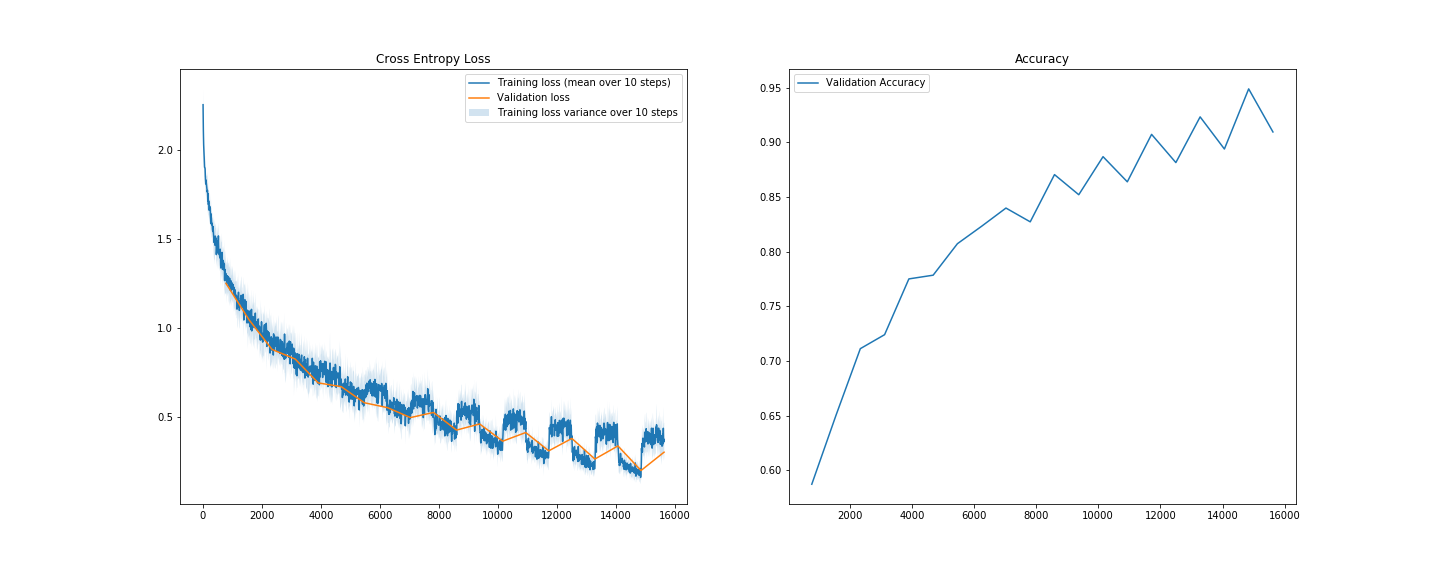 Cross Entropy Loss
Training loss (mean over 10 steps)
Validation loss
Training loss variance over 10 steps
2.0
1.5
1.0
0.5
0 2000 4000 6000 8000 10000 12000 14000 16000
Accuracy
Validation Accuracy
0.95
0.90
0.85
0.80
0.75
0.70
0.65
0.60
2000 4000 6000 8000 10000 12000 14000 16000